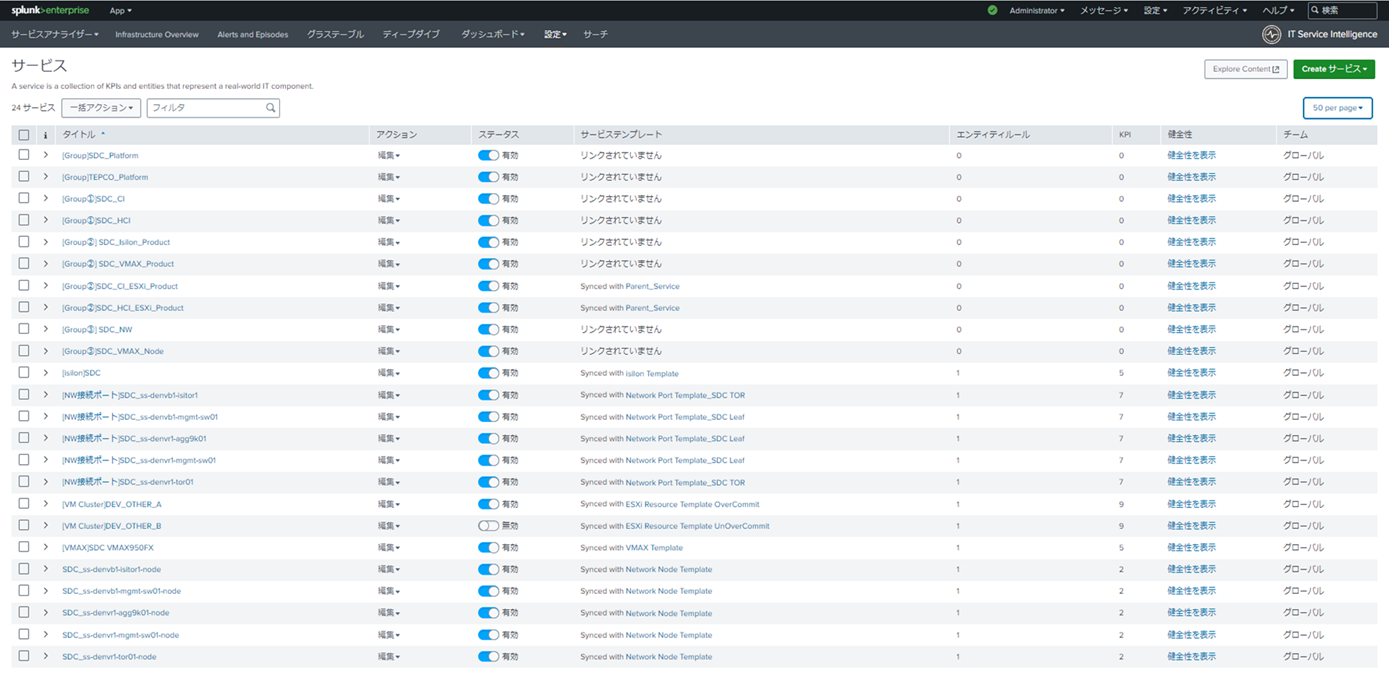 splunk>enterprise App▾ Administrator▾ メッセージ▾ 設定▾ アクティビティ▾ ヘルプ▾ 検索
サービスアナライザー▾ Infrastructure Overview Alerts and Episodes グラステーブル ディープダイブ ダッシュボード▾ 設定▾ サーチ IT Service Intelligence
サービス Explore Content Create サービス▾
A service is a collection of KPIs and entities that represent a real-world IT component.
24 サービス 一括アクション▾ フィルタ 50 per page▾
i タイトル アクション ステータス サービステンプレート エンティティルール KPI 健全性 チーム
[Group]SDC_Platform 編集▾ 有効 リンクされていません 0 0 健全性を表示 グローバル
[Group]TEPCO_Platform 編集▾ 有効 リンクされていません 0 0 健全性を表示 グローバル
[Group①]SDC_CI 編集▾ 有効 リンクされていません 0 0 健全性を表示 グローバル
[Group①]SDC_HCI 編集▾ 有効 リンクされていません 0 0 健全性を表示 グローバル
[Group②] SDC_Isilon_Product 編集▾ 有効 リンクされていません 0 0 健全性を表示 グローバル
[Group②] SDC_VMAX_Product 編集▾ 有効 リンクされていません 0 0 健全性を表示 グローバル
[Group②]SDC_CI_ESXi_Product 編集▾ 有効 Synced with Parent_Service 0 0 健全性を表示 グローバル
[Group②]SDC_HCI_ESXi_Product 編集▾ 有効 Synced with Parent_Service 0 0 健全性を表示 グローバル
[Group③] SDC_NW 編集▾ 有効 リンクされていません 0 0 健全性を表示 グローバル
[Group③]SDC_VMAX_Node 編集▾ 有効 リンクされていません 0 0 健全性を表示 グローバル
[isilon]SDC 編集▾ 有効 Synced with isilon Template 1 5 健全性を表示 グローバル
[NW接続ポート]SDC_ss-denvb1-isitor1 編集▾ 有効 Synced with Network Port Template_SDC TOR 1 7 健全性を表示 グローバル
[NW接続ポート]SDC_ss-denvb1-mgmt-sw01 編集▾ 有効 Synced with Network Port Template_SDC Leaf 1 7 健全性を表示 グローバル
[NW接続ポート]SDC_ss-denvr1-agg9k01 編集▾ 有効 Synced with Network Port Template_SDC Leaf 1 7 健全性を表示 グローバル
[NW接続ポート]SDC_ss-denvr1-mgmt-sw01 編集▾ 有効 Synced with Network Port Template_SDC Leaf 1 7 健全性を表示 グローバル
[NW接続ポート]SDC_ss-denvr1-tor01 編集▾ 有効 Synced with Network Port Template_SDC TOR 1 7 健全性を表示 グローバル
[VM Cluster]DEV_OTHER_A 編集▾ 有効 Synced with ESXi Resource Template OverCommit 1 9 健全性を表示 グローバル
[VM Cluster]DEV_OTHER_B 編集▾ 無効 Synced with ESXi Resource Template UnOverCommit 1 9 健全性を表示 グローバル
[VMAX]SDC VMAX950FX 編集▾ 有効 Synced with VMAX Template 1 5 健全性を表示 グローバル
SDC_ss-denvb1-isitor1-node 編集▾ 有効 Synced with Network Node Template 1 2 健全性を表示 グローバル
SDC_ss-denvb1-mgmt-sw01-node 編集▾ 有効 Synced with Network Node Template 1 2 健全性を表示 グローバル
SDC_ss-denvr1-agg9k01-node 編集▾ 有効 Synced with Network Node Template 1 2 健全性を表示 グローバル
SDC_ss-denvr1-mgmt-sw01-node 編集▾ 有効 Synced with Network Node Template 1 2 健全性を表示 グローバル
SDC_ss-denvr1-tor01-node 編集▾ 有効 Synced with Network Node Template 1 2 健全性を表示 グローバル